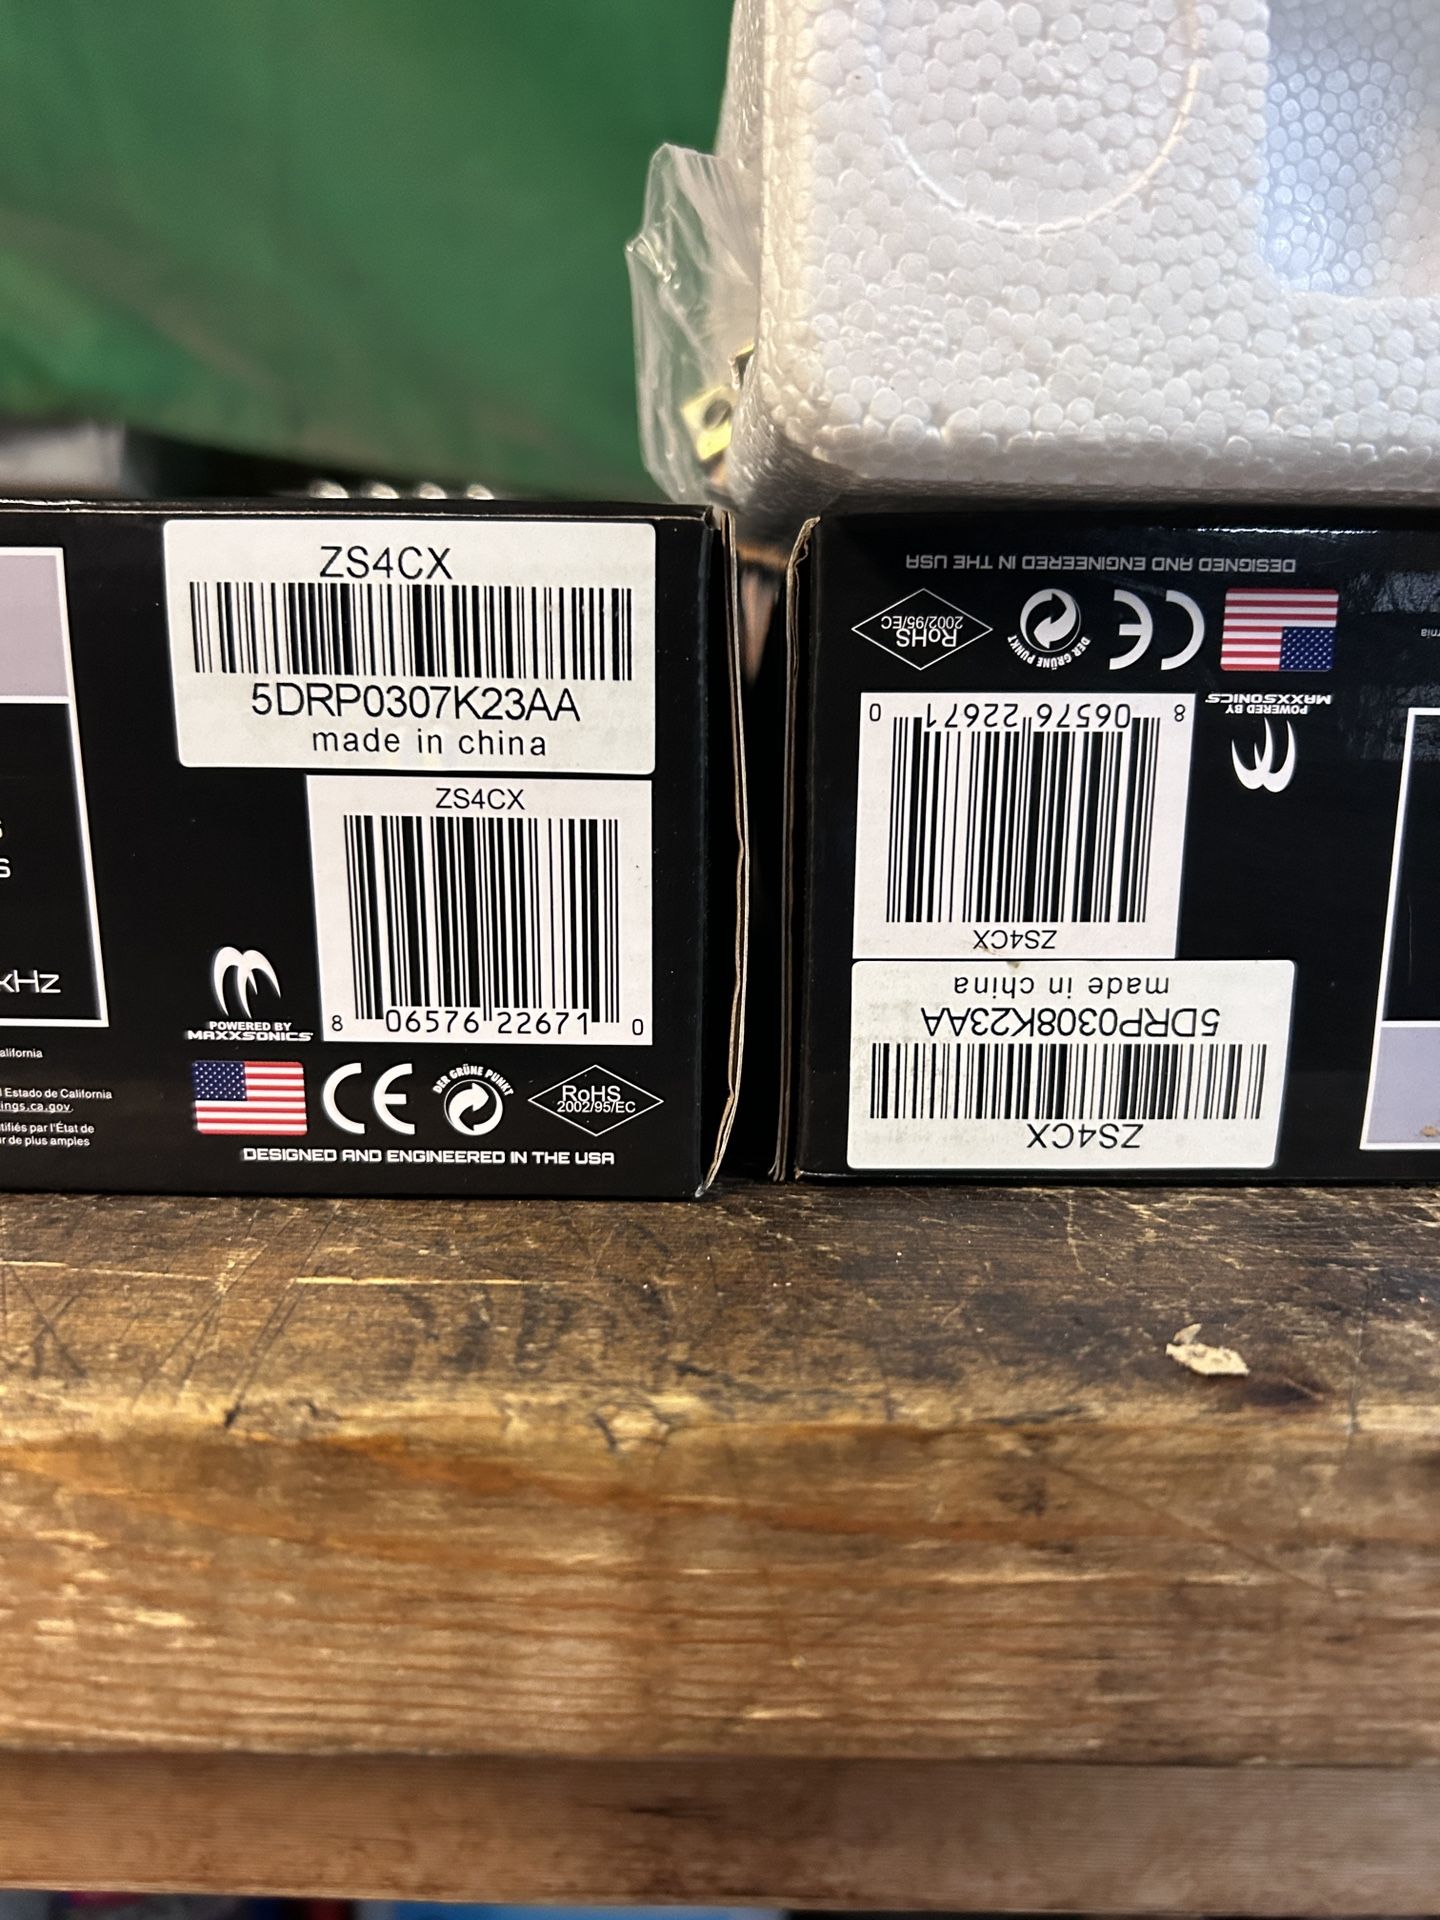 ZS4CX
5DRP0307K23AA
made in china
ZS4CX
8 06576 22671 0
POWERED BY
MAXXSONICS
CE
DER GRÜNE PUNKT
RoHS
2002/95/EC
DESIGNED AND ENGINEERED IN THE USA
kHz
alifornia
Estado de California
ings.ca.gov.
tifiés par l'État de
r de plus amples
DESIGNED AND ENGINEERED IN THE USA
CE
DER GRÜNE PUNKT
RoHS
2002/95/EC
POWERED BY
MAXXSONICS
8 06576 22671 0
ZS4CX
made in china
5DRP0308K23AA
ZS4CX